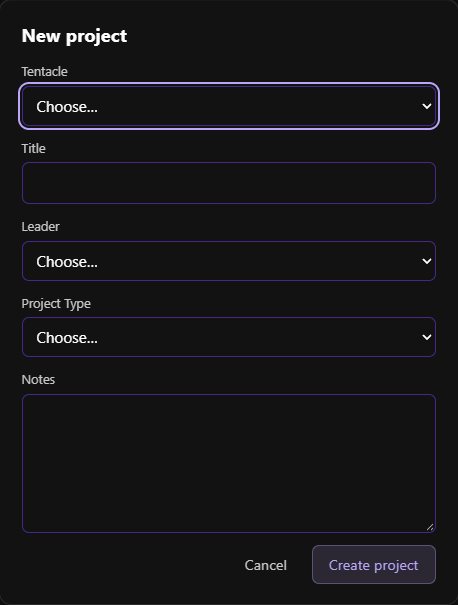 New project
Tentacle
Choose...
Title
Leader
Choose...
Project Type
Choose...
Notes
Cancel
Create project